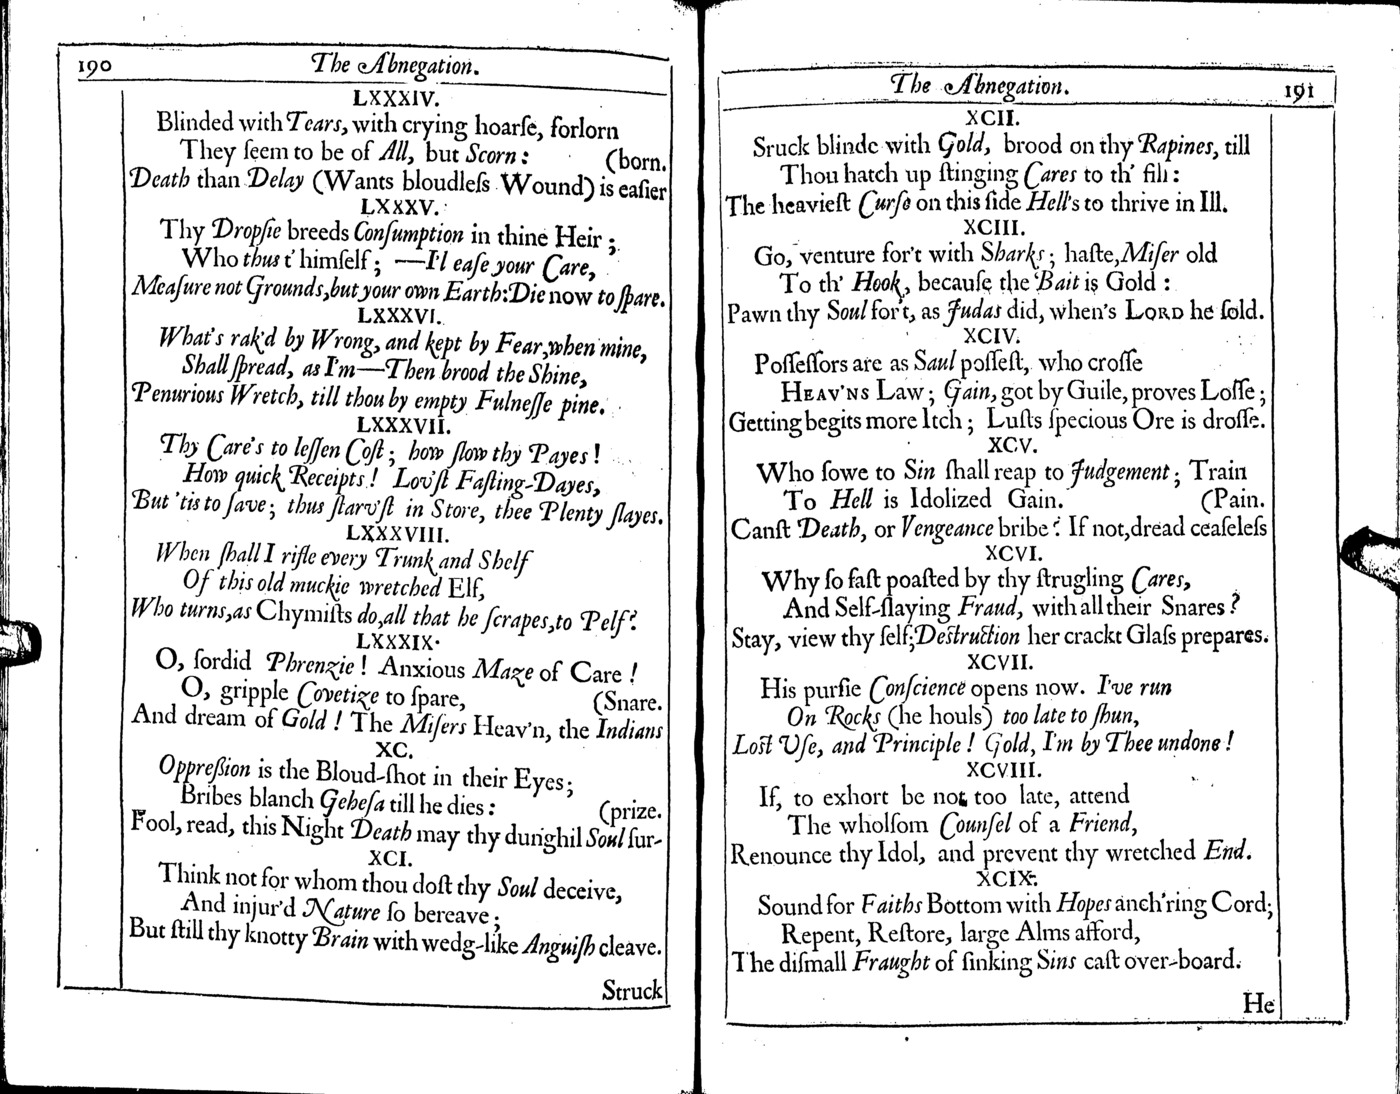 190 The Abnegation.
LXXXIV.
Blinded with Tears, with crying hoarſe, forlorn
They ſeem to be of All, but Scorn: (born.
Death than Delay (Wants bloudleſs Wound) is eaſier
LXXXV.
Thy Dropſie breeds Conſumption in thine Heir;
Who thus t' himſelf; —I'l eaſe your Care,
Meaſure not Grounds, but your own Earth: Die now to ſpare.
LXXXVI.
What's rak'd by Wrong, and kept by Fear, when mine,
Shall ſpread, as I'm—Then brood the Shine,
Penurious Wretch, till thou by empty Fulneſſe pine.
LXXXVII.
Thy Care's to leſſen Coſt; how ſlow thy Payes!
How quick Receipts! Lov'ſt Faſting-Dayes,
But 'tis to ſave; thus ſtarv'ſt in Store, thee Plenty ſlayes.
LXXXVIII.
When ſhall I rifle every Trunk and Shelf
Of this old muckie wretched Elf,
Who turns, as Chymiſts do, all that he ſcrapes, to Pelf?
LXXXIX.
O, ſordid Phrenzie! Anxious Maze of Care!
O, gripple Covetize to ſpare, (Snare.
And dream of Gold! The Miſers Heav'n, the Indians
XC.
Oppreßion is the Bloud-ſhot in their Eyes;
Bribes blanch Geheſa till he dies: (prize.
Fool, read, this Night Death may thy dunghil Soul ſur-
XCI.
Think not for whom thou doſt thy Soul deceive,
And injur'd Nature ſo bereave;
But ſtill thy knotty Brain with wedg-like Anguiſh cleave.
Struck
The Abnegation. 191
XCII.
Sruck blinde with Gold, brood on thy Rapines, till
Thou hatch up ſtinging Cares to th' fill:
The heavieſt Curſe on this ſide Hell's to thrive in Ill.
XCIII.
Go, venture for't with Sharks; haſte, Miſer old
To th' Hook, becauſe the Bait is Gold:
Pawn thy Soul for't, as Judas did, when's LORD he ſold.
XCIV.
Poſſeſſors are as Saul poſſeſt, who croſſe
HEAV'NS Law; Gain, got by Guile, proves Loſſe;
Getting begits more Itch; Luſts ſpecious Ore is droſſe.
XCV.
Who ſowe to Sin ſhall reap to Judgement; Train
To Hell is Idolized Gain. (Pain.
Canſt Death, or Vengeance bribe? If not, dread ceaſeleſs
XCVI.
Why ſo faſt poaſted by thy ſtrugling Cares,
And Self-ſlaying Fraud, with all their Snares?
Stay, view thy ſelf; Deſtruction her crackt Glaſs prepares.
XCVII.
His purſie Conſcience opens now. I've run
On Rocks (he houls) too late to ſhun,
Loſt Uſe, and Principle! Gold, I'm by Thee undone!
XCVIII.
If, to exhort be not too late, attend
The wholſom Counſel of a Friend,
Renounce thy Idol, and prevent thy wretched End.
XCIX.
Sound for Faiths Bottom with Hopes anch'ring Cord;
Repent, Reſtore, large Alms afford,
The diſmall Fraught of ſinking Sins caſt over-board.
He